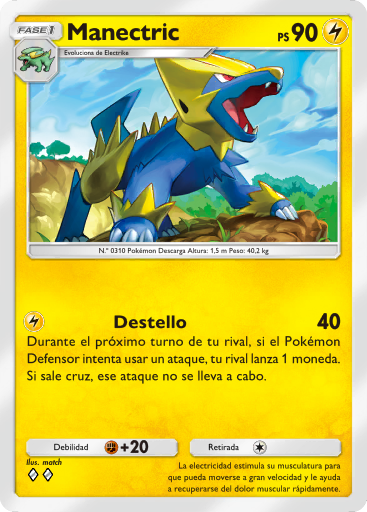 FASE 1
Manectric
PS 90
Evoluciona de Electrike
N.º 0310 Pokémon Descarga Altura: 1,5 m Peso: 40,2 kg
Destello 40
Durante el próximo turno de tu rival, si el Pokémon
Defensor intenta usar un ataque, tu rival lanza 1 moneda.
Si sale cruz, ese ataque no se lleva a cabo.
Debilidad +20 Retirada
Ilus. match
La electricidad estimula su musculatura para
que pueda moverse a gran velocidad y le ayuda
a recuperarse del dolor muscular rápidamente.